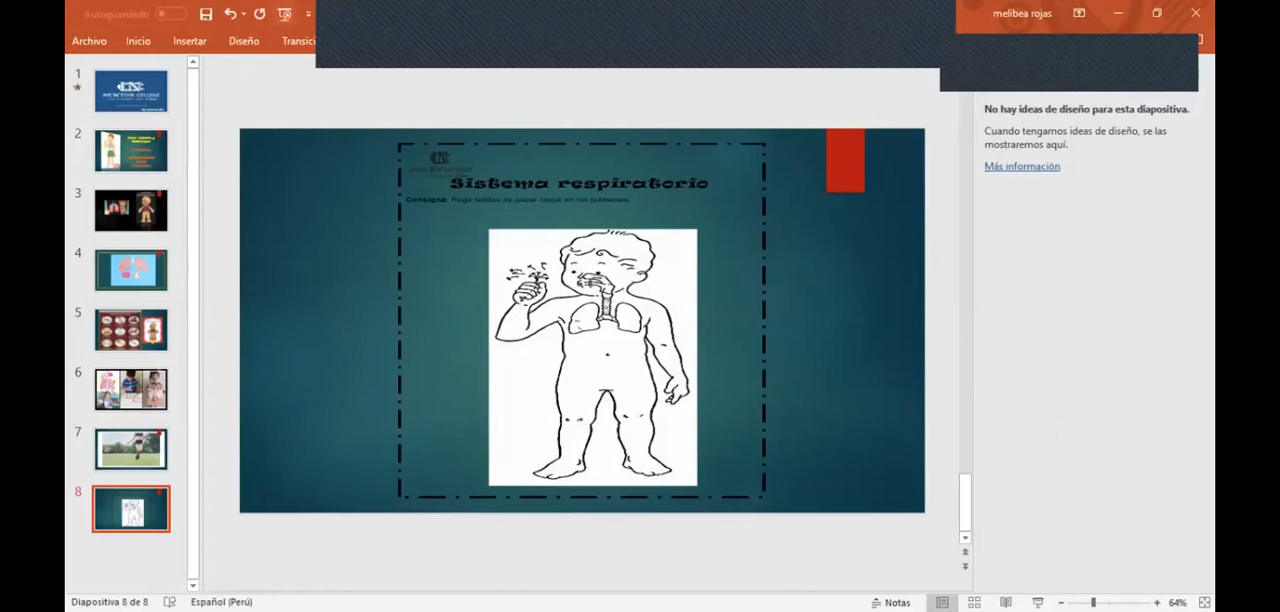 Autoguardado
melibea rojas
Archivo Inicio Insertar Diseño Transici
No hay ideas de diseño para esta diapositiva.
Cuando tengamos ideas de diseño, se las
mostraremos aquí.
Más información
1
NEWTON COLLEGE
2
3
4
5
6
7
8
Sistema respiratorio
Consigna: Pega bolitas de papel crepé en los pulmones.
Diapositiva 8 de 8 Español (Perú) Notas 64%